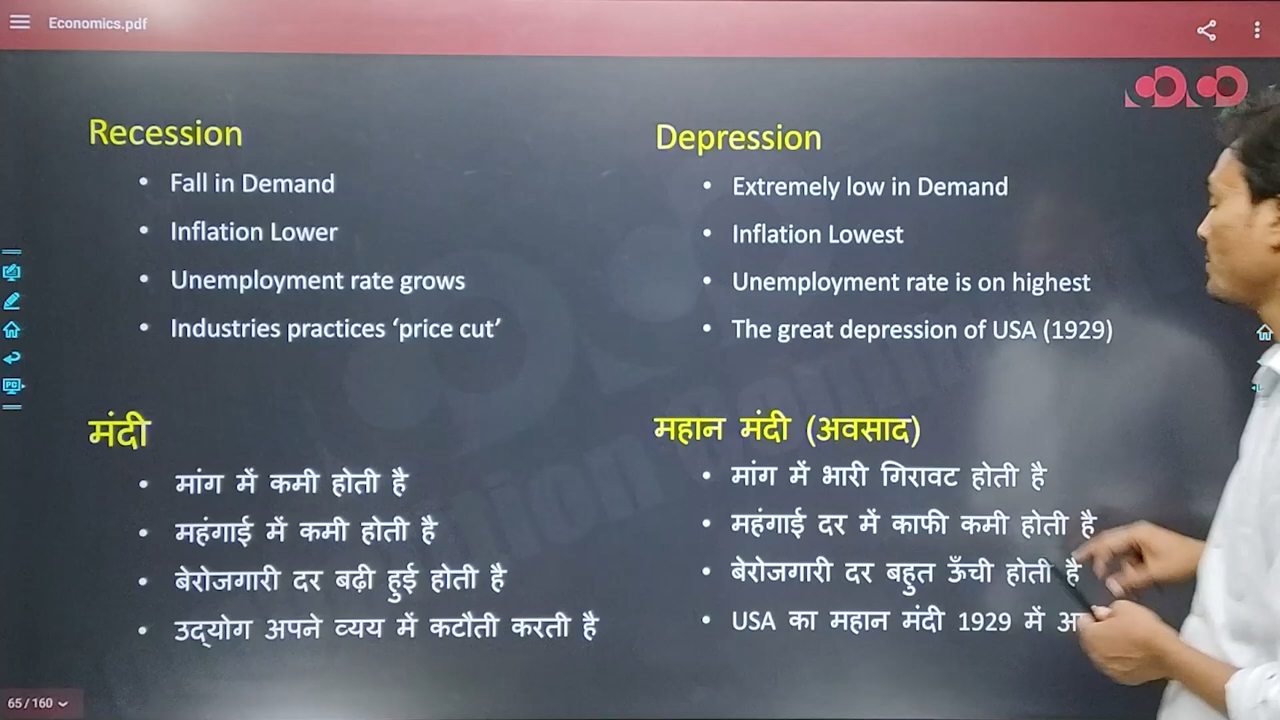 Economics.pdf
Recession
• Fall in Demand
• Inflation Lower
• Unemployment rate grows
• Industries practices ‘price cut’
Depression
• Extremely low in Demand
• Inflation Lowest
• Unemployment rate is on highest
• The great depression of USA (1929)
मंदी
• मांग में कमी होती है
• महंगाई में कमी होती है
• बेरोजगारी दर बढ़ी हुई होती है
• उद्योग अपने व्यय में कटौती करती है
महान मंदी (अवसाद)
• मांग में भारी गिरावट होती है
• महंगाई दर में काफी कमी होती है
• बेरोजगारी दर बहुत ऊँची होती है
• USA का महान मंदी 1929 में
65 / 160